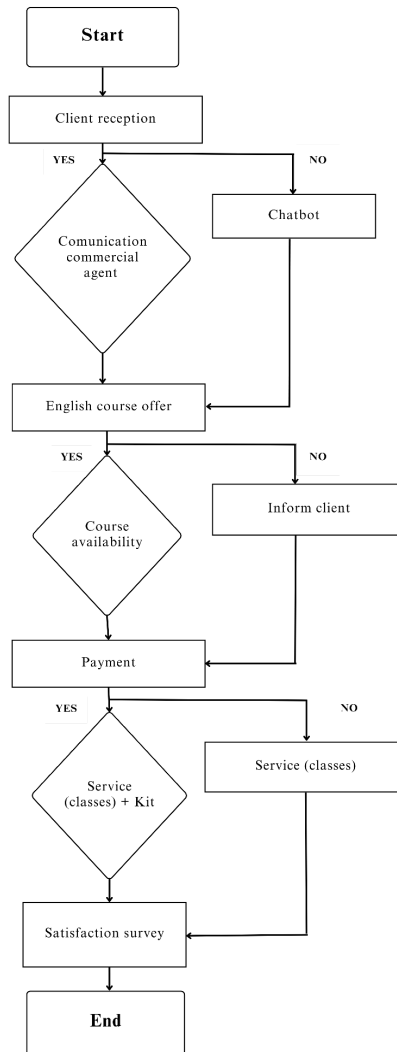 Start
Client reception
YES
NO
Comunication
commercial
agent
Chatbot
English course offer
YES
NO
Course
availability
Inform client
Payment
YES
NO
Service
(classes) + Kit
Service (classes)
Satisfaction survey
End